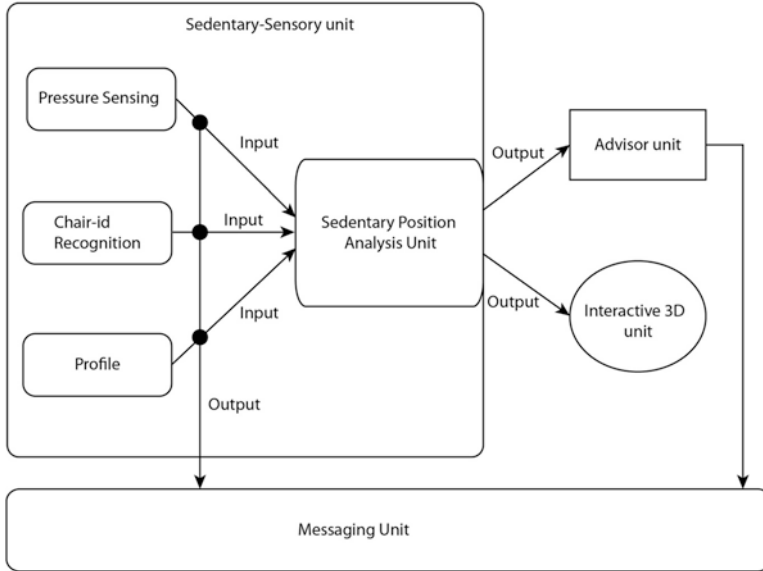 Sedentary-Sensory unit
Pressure Sensing
Input
Output
Advisor unit
Chair-id
Recognition
Input
Sedentary Position
Analysis Unit
Input
Output
Interactive 3D
unit
Profile
Output
Messaging Unit